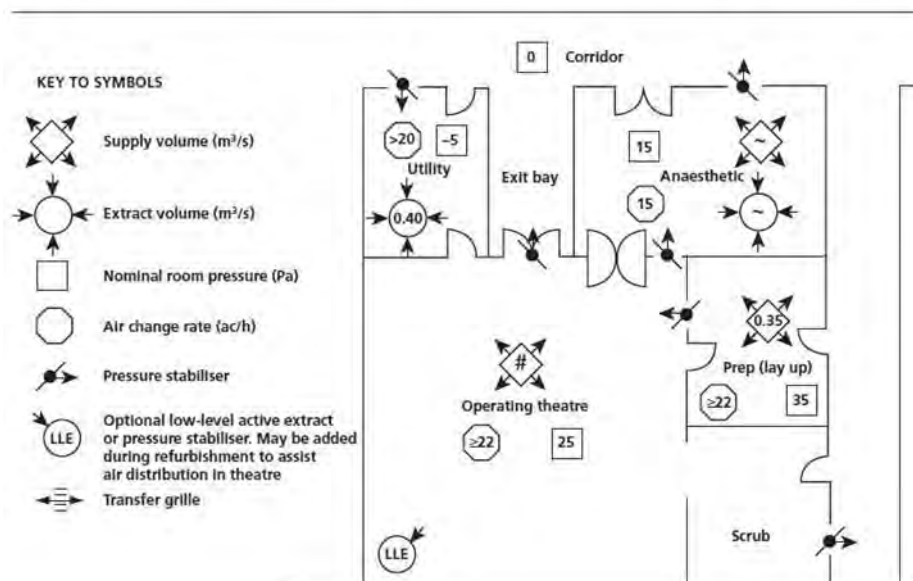 KEY TO SYMBOLS
Supply volume (m³/s)
Extract volume (m³/s)
Nominal room pressure (Pa)
Air change rate (ac/h)
Pressure stabiliser
LLE
Optional low-level active extract
or pressure stabiliser. May be added
during refurbishment to assist
air distribution in theatre
Transfer grille
0
Corridor
>20
–5
Utility
0.40
Exit bay
15
~
Anaesthetic
15
~
0.35
Prep (lay up)
≥22
35
#
Operating theatre
≥22
25
LLE
Scrub